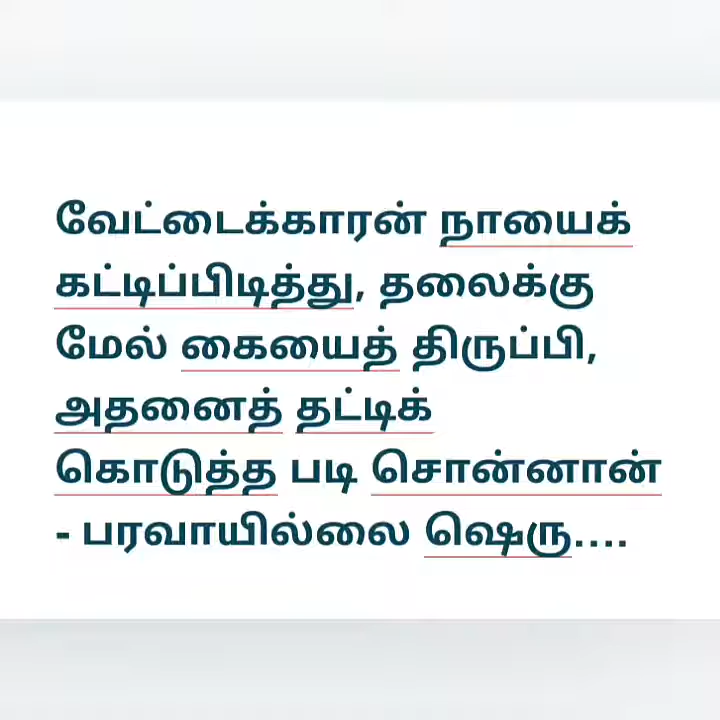 வேட்டைக்காரன் நாயைக்
கட்டிப்பிடித்து, தலைக்கு
மேல் கையைத் திருப்பி,
அதனைத் தட்டிக்
கொடுத்த படி சொன்னான்
- பரவாயில்லை ஷெரு....